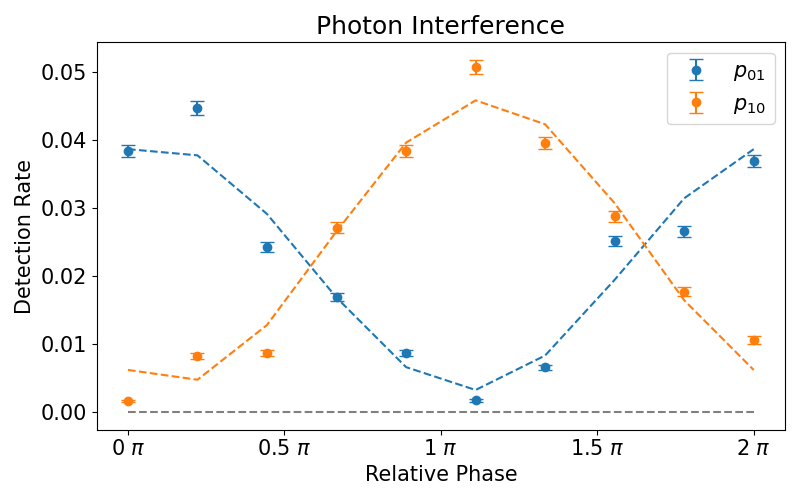 Photon Interference
Detection Rate
0.05
0.04
0.03
0.02
0.01
0.00
p01
p10
0 π
0.5 π
1 π
1.5 π
2 π
Relative Phase